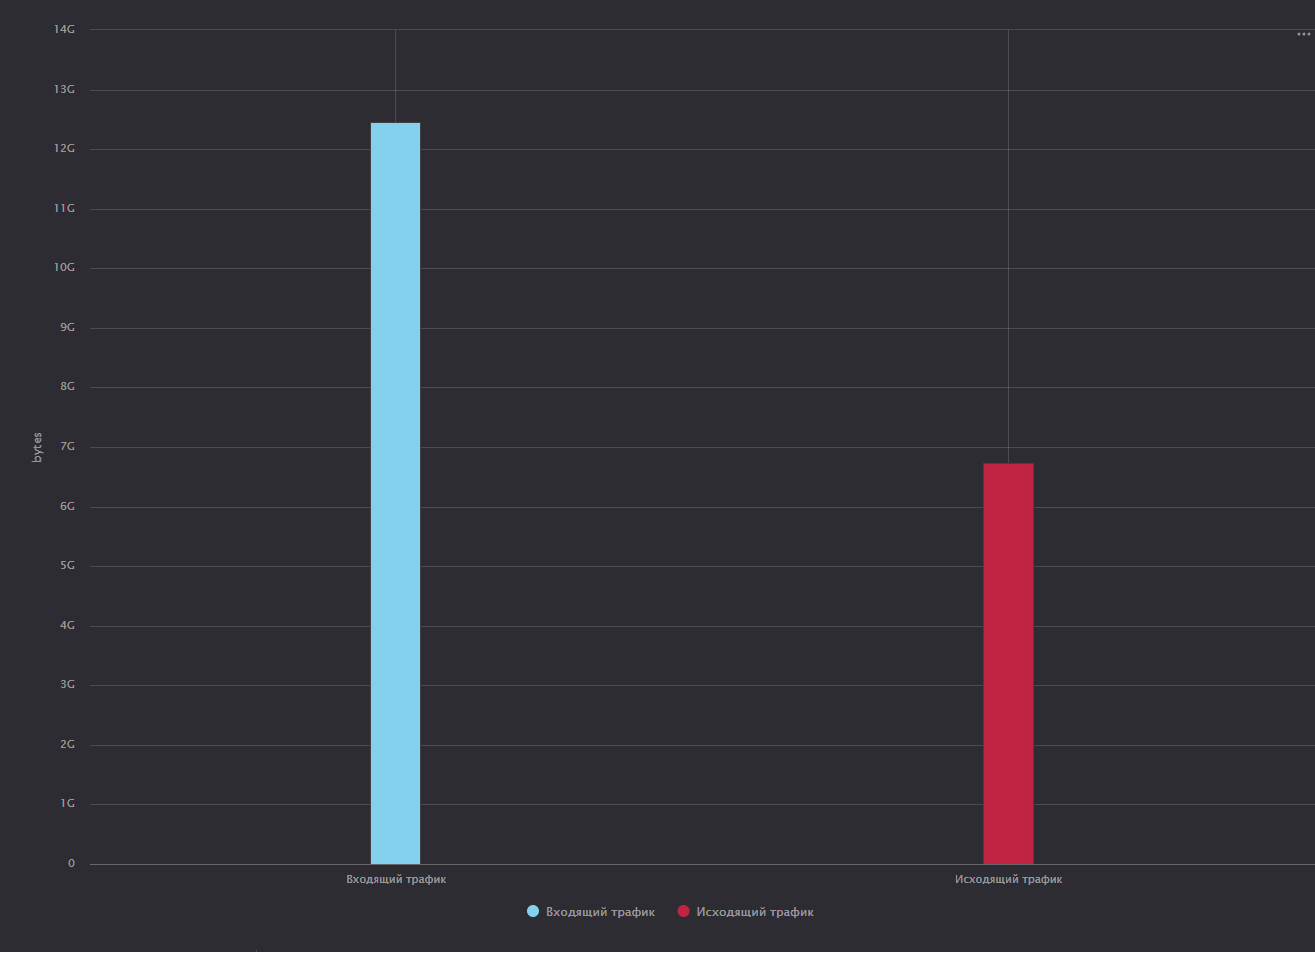 14G
13G
12G
11G
10G
9G
8G
7G
6G
5G
4G
3G
2G
1G
0
bytes
Входящий трафик
Исходящий трафик
Входящий трафик
Исходящий трафик